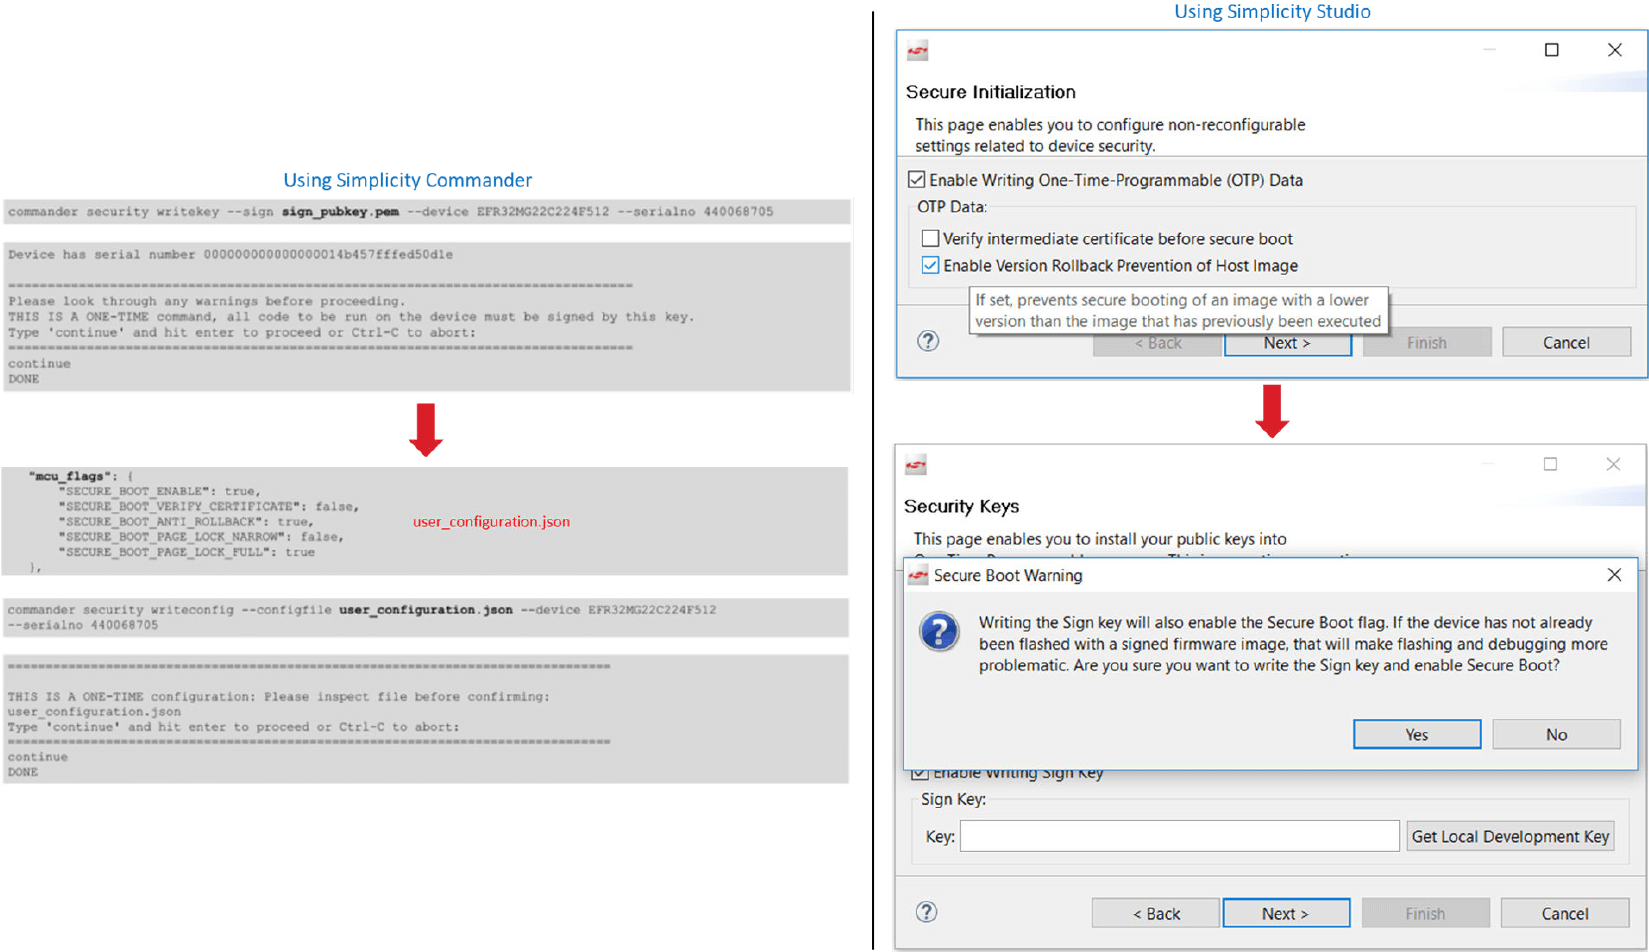 Using Simplicity Commander
commander security writekey --sign sign_pubkey.pem --device EFR32MG22C224F512 --serialno 440068705
Device has serial number 000000000000000014b457fffed50d1e
==========================================================================
Please look through any warnings before proceeding.
THIS IS A ONE-TIME command, all code to be run on the device must be signed by this key.
Type 'continue' and hit enter to proceed or Ctrl-C to abort:
==========================================================================
continue
DONE
"mcu_flags": {
"SECURE_BOOT_ENABLE": true,
"SECURE_BOOT_VERIFY_CERTIFICATE": false,
"SECURE_BOOT_ANTI_ROLLBACK": true,
"SECURE_BOOT_PAGE_LOCK_NARROW": false,
"SECURE_BOOT_PAGE_LOCK_FULL": true
},
user_configuration.json
commander security writeconfig --configfile user_configuration.json --device EFR32MG22C224F512
--serialno 440068705
==========================================================================
THIS IS A ONE-TIME configuration: Please inspect file before confirming:
user_configuration.json
Type 'continue' and hit enter to proceed or Ctrl-C to abort:
==========================================================================
continue
DONE
Using Simplicity Studio
Secure Initialization
This page enables you to configure non-reconfigurable
settings related to device security.
Enable Writing One-Time-Programmable (OTP) Data
OTP Data:
Verify intermediate certificate before secure boot
Enable Version Rollback Prevention of Host Image
If set, prevents secure booting of an image with a lower
version than the image that has previously been executed
< Back Next > Finish Cancel
Security Keys
This page enables you to install your public keys into
Secure Boot Warning
Writing the Sign key will also enable the Secure Boot flag. If the device has not already
been flashed with a signed firmware image, that will make flashing and debugging more
problematic. Are you sure you want to write the Sign key and enable Secure Boot?
Yes No
Enable Writing Sign Key
Sign Key:
Key: Get Local Development Key
< Back Next > Finish Cancel